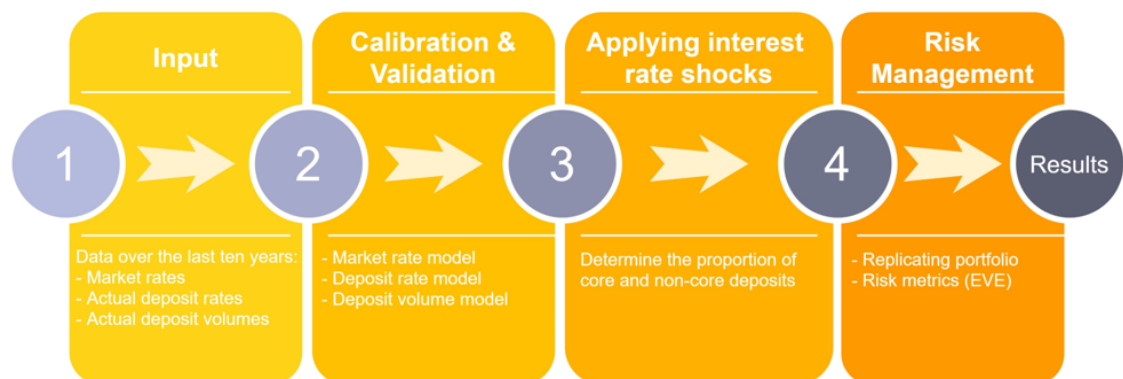 Input
Calibration &
Validation
Applying interest
rate shocks
Risk
Management
1
2
3
4
Results
Data over the last ten years:
- Market rates
- Actual deposit rates
- Actual deposit volumes
- Market rate model
- Deposit rate model
- Deposit volume model
Determine the proportion of
core and non-core deposits
- Replicating portfolio
- Risk metrics (EVE)